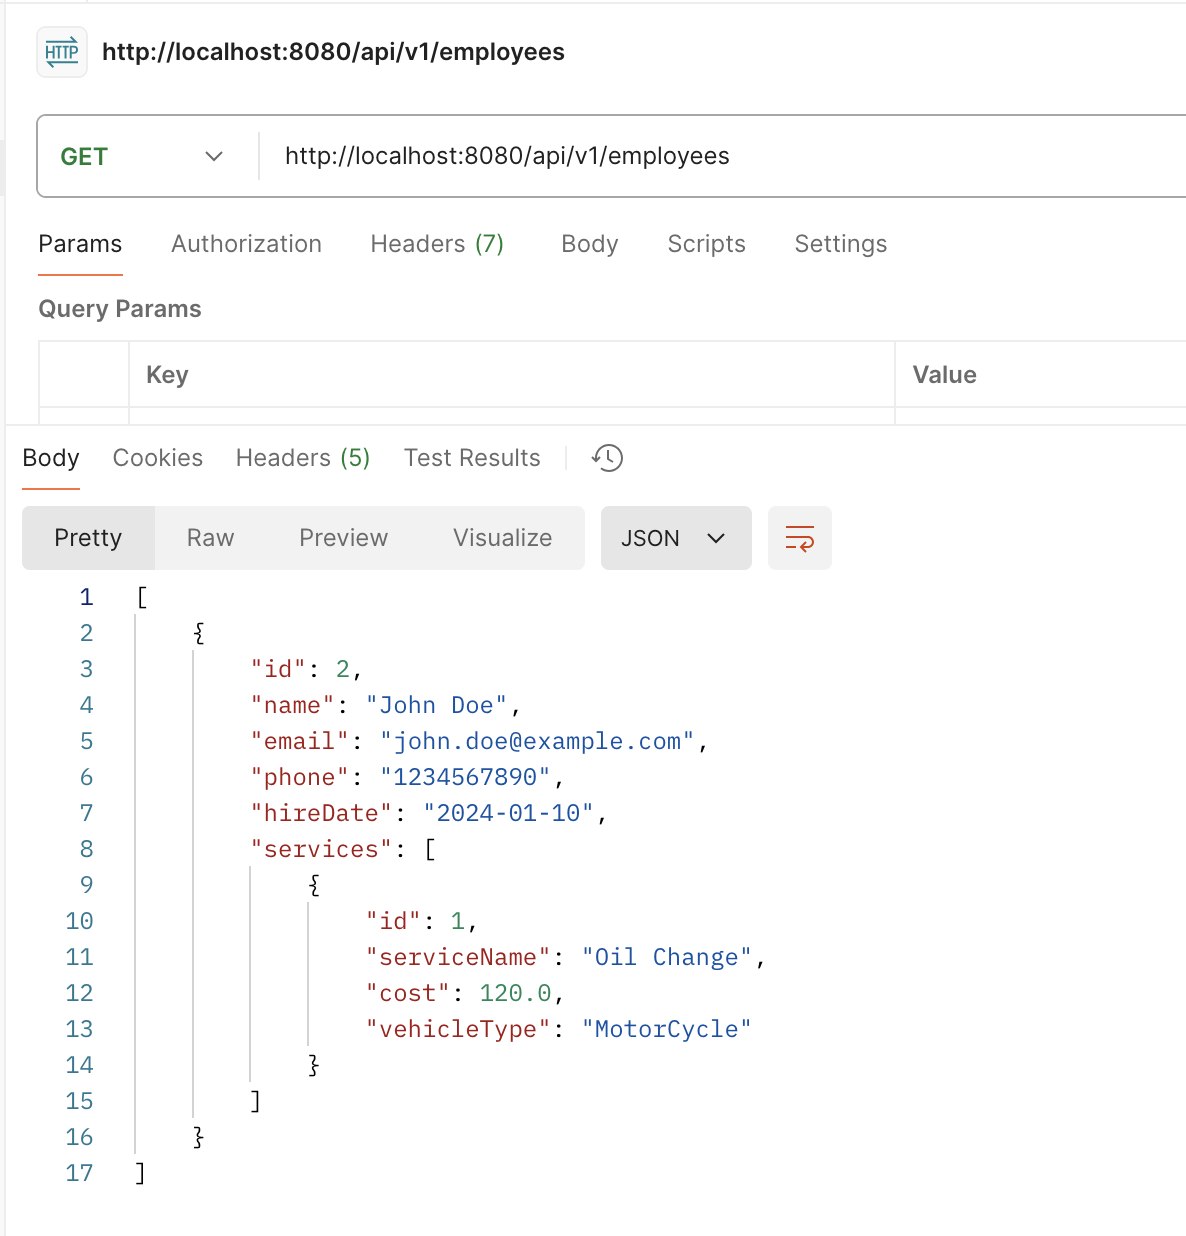 HTTP http://localhost:8080/api/v1/employees
GET http://localhost:8080/api/v1/employees
Params Authorization Headers (7) Body Scripts Settings
Query Params
Key Value
Body Cookies Headers (5) Test Results
Pretty Raw Preview Visualize JSON
1 [
2 {
3 "id": 2,
4 "name": "John Doe",
5 "email": "john.doe@example.com",
6 "phone": "1234567890",
7 "hireDate": "2024-01-10",
8 "services": [
9 {
10 "id": 1,
11 "serviceName": "Oil Change",
12 "cost": 120.0,
13 "vehicleType": "MotorCycle"
14 }
15 ]
16 }
17 ]